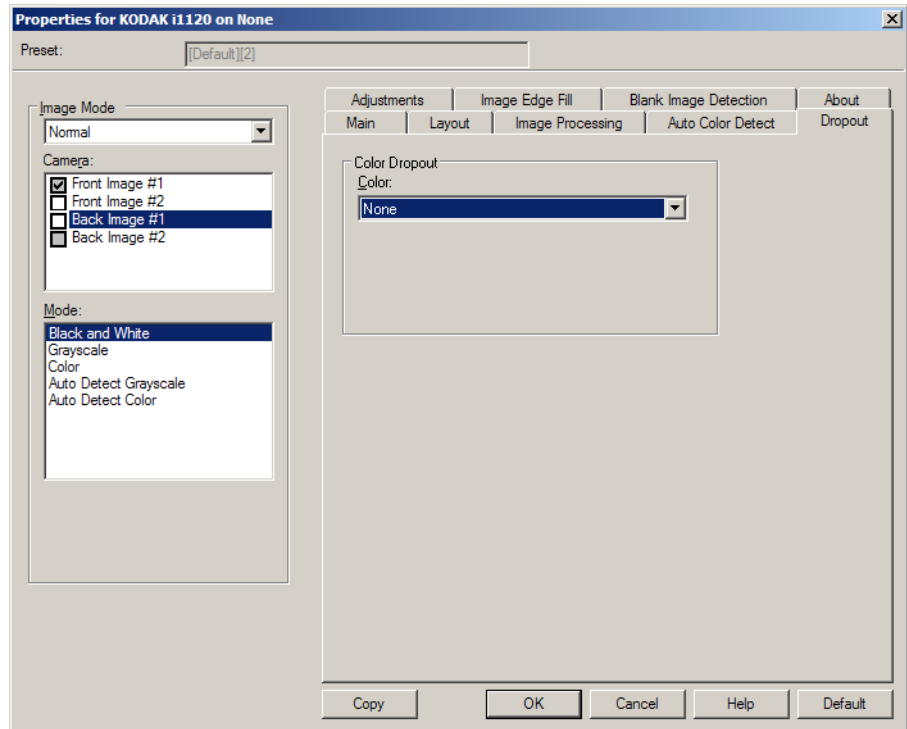 Properties for KODAK i1120 on None
Preset: [Default][2]
Image Mode
Normal
Camera:
Front Image #1
Front Image #2
Back Image #1
Back Image #2
Mode:
Black and White
Grayscale
Color
Auto Detect Grayscale
Auto Detect Color
Adjustments Image Edge Fill Blank Image Detection About
Main Layout Image Processing Auto Color Detect Dropout
Color Dropout
Color:
None
Copy OK Cancel Help Default